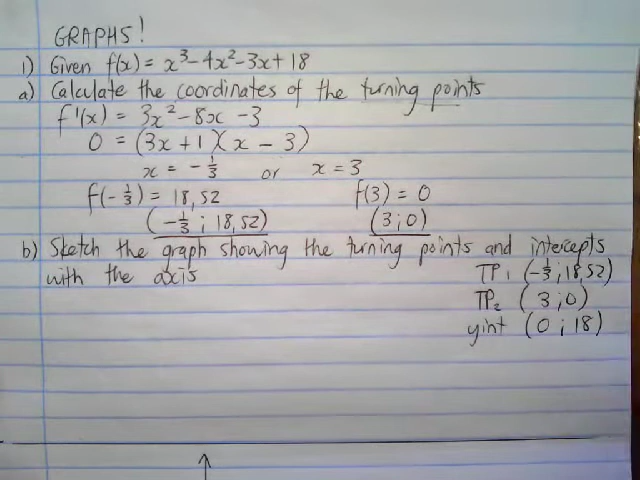 GRAPHS!
1) Given f(x) = x³-4x²-3x+18
a) Calculate the coordinates of the turning points
f'(x) = 3x²-8x-3
0 = (3x+1)(x-3)
x = -1/3 or x = 3
f(-1/3) = 18,52 f(3) = 0
(-1/3 ; 18,52) (3;0)
b) Sketch the graph showing the turning points and intercepts
with the axis TP₁ (-1/3 ; 18,52)
TP₂ (3;0)
yint (0 ; 18)